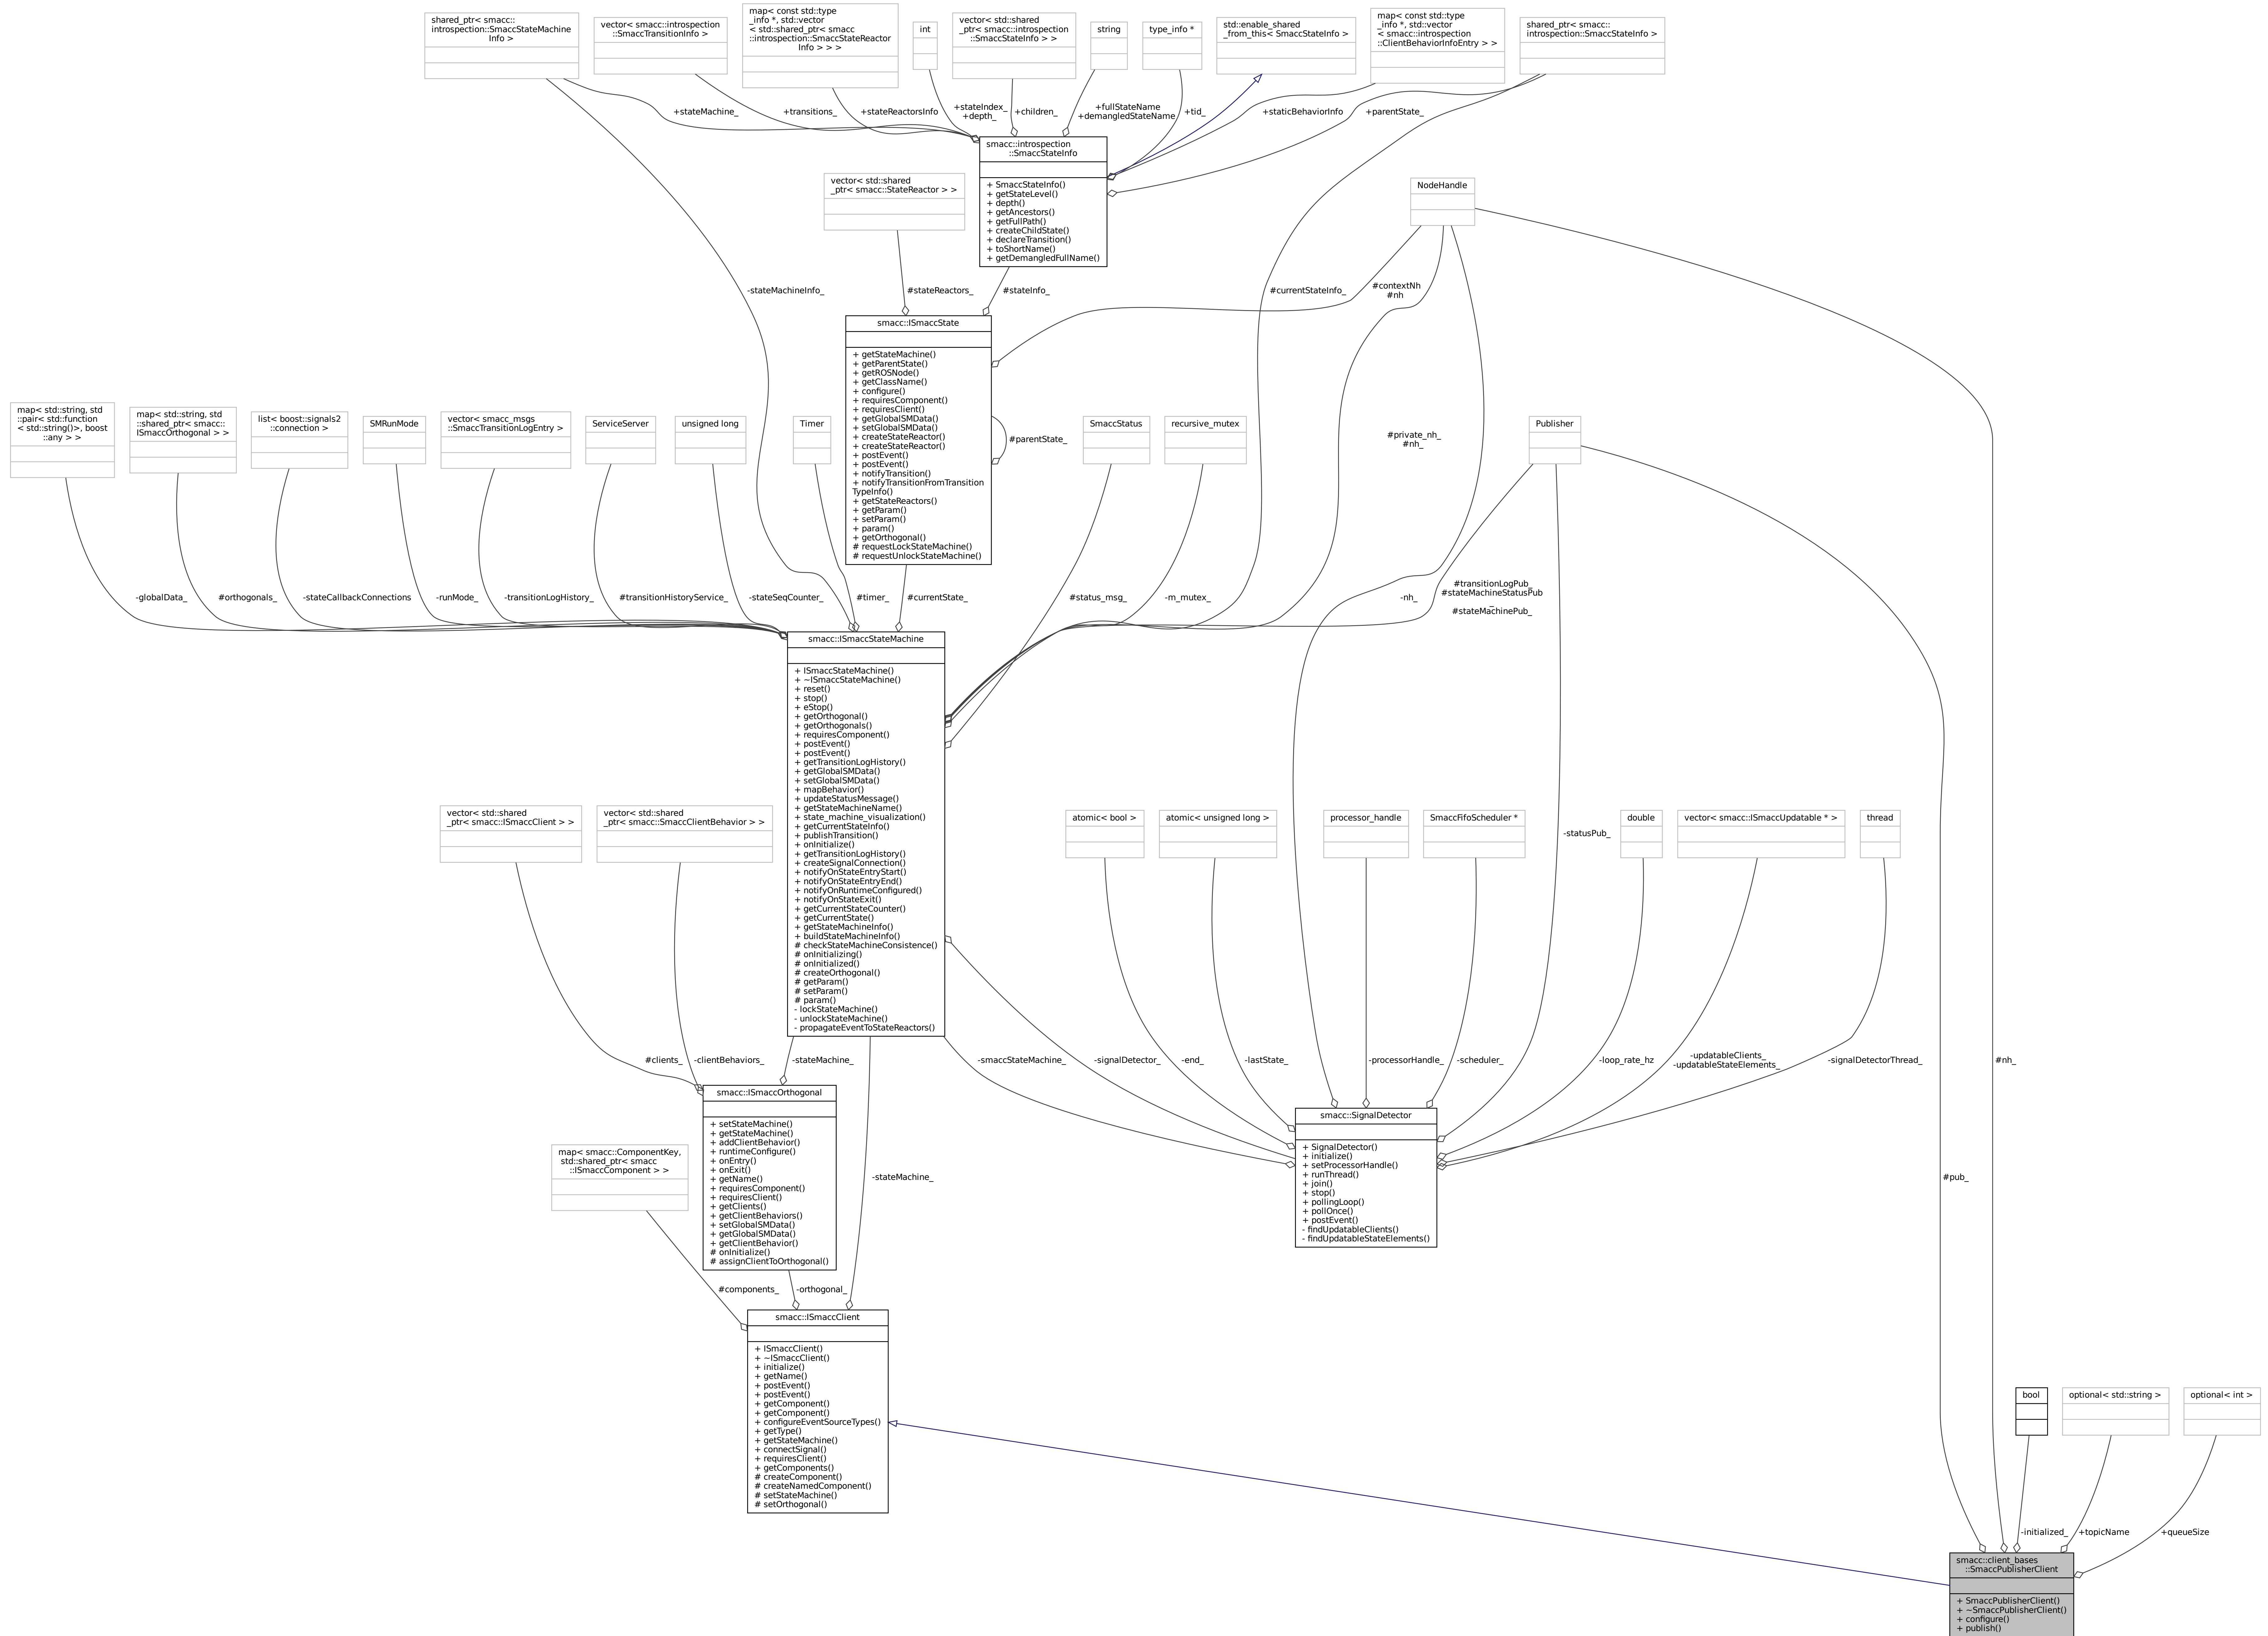 shared_ptr< smacc::
introspection::SmaccStateMachine
Info >
vector< smacc::introspection
::SmaccTransitionInfo >
map< const std::type
_info *, std::vector
< std::shared_ptr< smacc
::introspection::SmaccStateReactor
Info > > >
int
vector< std::shared
_ptr< smacc::introspection
::SmaccStateInfo > >
string
type_info *
std::enable_shared
_from_this< SmaccStateInfo >
map< const std::type
_info *, std::vector
< smacc::introspection
::ClientBehaviorInfoEntry > >
shared_ptr< smacc::
introspection::SmaccStateInfo >
+stateMachine_
+transitions_
+stateReactorsInfo
+stateIndex_
+depth_
+children_
+fullStateName
+demangledStateName
+tid_
+staticBehaviorInfo
+parentState_
smacc::introspection
::SmaccStateInfo
+ SmaccStateInfo()
+ getStateLevel()
+ depth()
+ getAncestors()
+ getFullPath()
+ createChildState()
+ declareTransition()
+ toShortName()
+ getDemangledFullName()
vector< std::shared
_ptr< smacc::StateReactor > >
NodeHandle
-stateMachineInfo_
#stateReactors_
#stateInfo_
#currentStateInfo_
#contextNh
#nh
smacc::ISmaccState
+ getStateMachine()
+ getParentState()
+ getROSNode()
+ getClassName()
+ configure()
+ requiresComponent()
+ requiresClient()
+ getGlobalSMData()
+ setGlobalSMData()
+ createStateReactor()
+ createStateReactor()
+ postEvent()
+ postEvent()
+ notifyTransition()
+ notifyTransitionFromTransition
TypeInfo()
+ getStateReactors()
+ getParam()
+ setParam()
+ param()
+ getOrthogonal()
# requestLockStateMachine()
# requestUnlockStateMachine()
#parentState_
map< std::string, std
::pair< std::function
< std::string()>, boost
::any > >
map< std::string, std
::shared_ptr< smacc::
ISmaccOrthogonal > >
list< boost::signals2
::connection >
SMRunMode
vector< smacc_msgs
::SmaccTransitionLogEntry >
ServiceServer
unsigned long
Timer
SmaccStatus
recursive_mutex
#private_nh_
#nh_
Publisher
-globalData_
#orthogonals_
-stateCallbackConnections
-runMode_
-transitionLogHistory_
#transitionHistoryService_
-stateSeqCounter_
#timer_
#currentState_
#status_msg_
-m_mutex_
-nh_
#transitionLogPub_
#stateMachineStatusPub
_
#stateMachinePub_
smacc::ISmaccStateMachine
+ ISmaccStateMachine()
+ ~ISmaccStateMachine()
+ reset()
+ stop()
+ eStop()
+ getOrthogonal()
+ getOrthogonals()
+ requiresComponent()
+ postEvent()
+ postEvent()
+ getTransitionLogHistory()
+ getGlobalSMData()
+ setGlobalSMData()
+ mapBehavior()
+ updateStatusMessage()
+ getStateMachineName()
+ state_machine_visualization()
+ getCurrentStateInfo()
+ publishTransition()
+ onInitialize()
+ getTransitionLogHistory()
+ createSignalConnection()
+ notifyOnStateEntryStart()
+ notifyOnStateEntryEnd()
+ notifyOnRuntimeConfigured()
+ notifyOnStateExit()
+ getCurrentStateCounter()
+ getCurrentState()
+ getStateMachineInfo()
+ buildStateMachineInfo()
# checkStateMachineConsistence()
# onInitializing()
# onInitialized()
# createOrthogonal()
# getParam()
# setParam()
# param()
- lockStateMachine()
- unlockStateMachine()
- propagateEventToStateReactors()
vector< std::shared
_ptr< smacc::ISmaccClient > >
vector< std::shared
_ptr< smacc::SmaccClientBehavior > >
atomic< bool >
atomic< unsigned long >
processor_handle
SmaccFifoScheduler *
-statusPub_
double
vector< smacc::ISmaccUpdatable * >
thread
#clients_
-clientBehaviors_
-stateMachine_
-smaccStateMachine_
-signalDetector_
-end_
-lastState_
-processorHandle_
-scheduler_
-loop_rate_hz
-updatableClients_
-updatableStateElements_
-signalDetectorThread_
#nh_
smacc::ISmaccOrthogonal
+ setStateMachine()
+ getStateMachine()
+ addClientBehavior()
+ runtimeConfigure()
+ onEntry()
+ onExit()
+ getName()
+ requiresComponent()
+ requiresClient()
+ getClients()
+ getClientBehaviors()
+ setGlobalSMData()
+ getGlobalSMData()
+ getClientBehavior()
# onInitialize()
# assignClientToOrthogonal()
smacc::SignalDetector
+ SignalDetector()
+ initialize()
+ setProcessorHandle()
+ runThread()
+ join()
+ stop()
+ pollingLoop()
+ pollOnce()
+ postEvent()
- findUpdatableClients()
- findUpdatableStateElements()
map< smacc::ComponentKey,
std::shared_ptr< smacc
::ISmaccComponent > >
-stateMachine_
#pub_
#components_
-orthogonal_
smacc::ISmaccClient
+ ISmaccClient()
+ ~ISmaccClient()
+ initialize()
+ getName()
+ postEvent()
+ postEvent()
+ getComponent()
+ getComponent()
+ configureEventSourceTypes()
+ getType()
+ getStateMachine()
+ connectSignal()
+ requiresClient()
+ getComponents()
# createComponent()
# createNamedComponent()
# setStateMachine()
# setOrthogonal()
bool
optional< std::string >
optional< int >
-initialized_
+topicName
+queueSize
smacc::client_bases
::SmaccPublisherClient
+ SmaccPublisherClient()
+ ~SmaccPublisherClient()
+ configure()
+ publish()